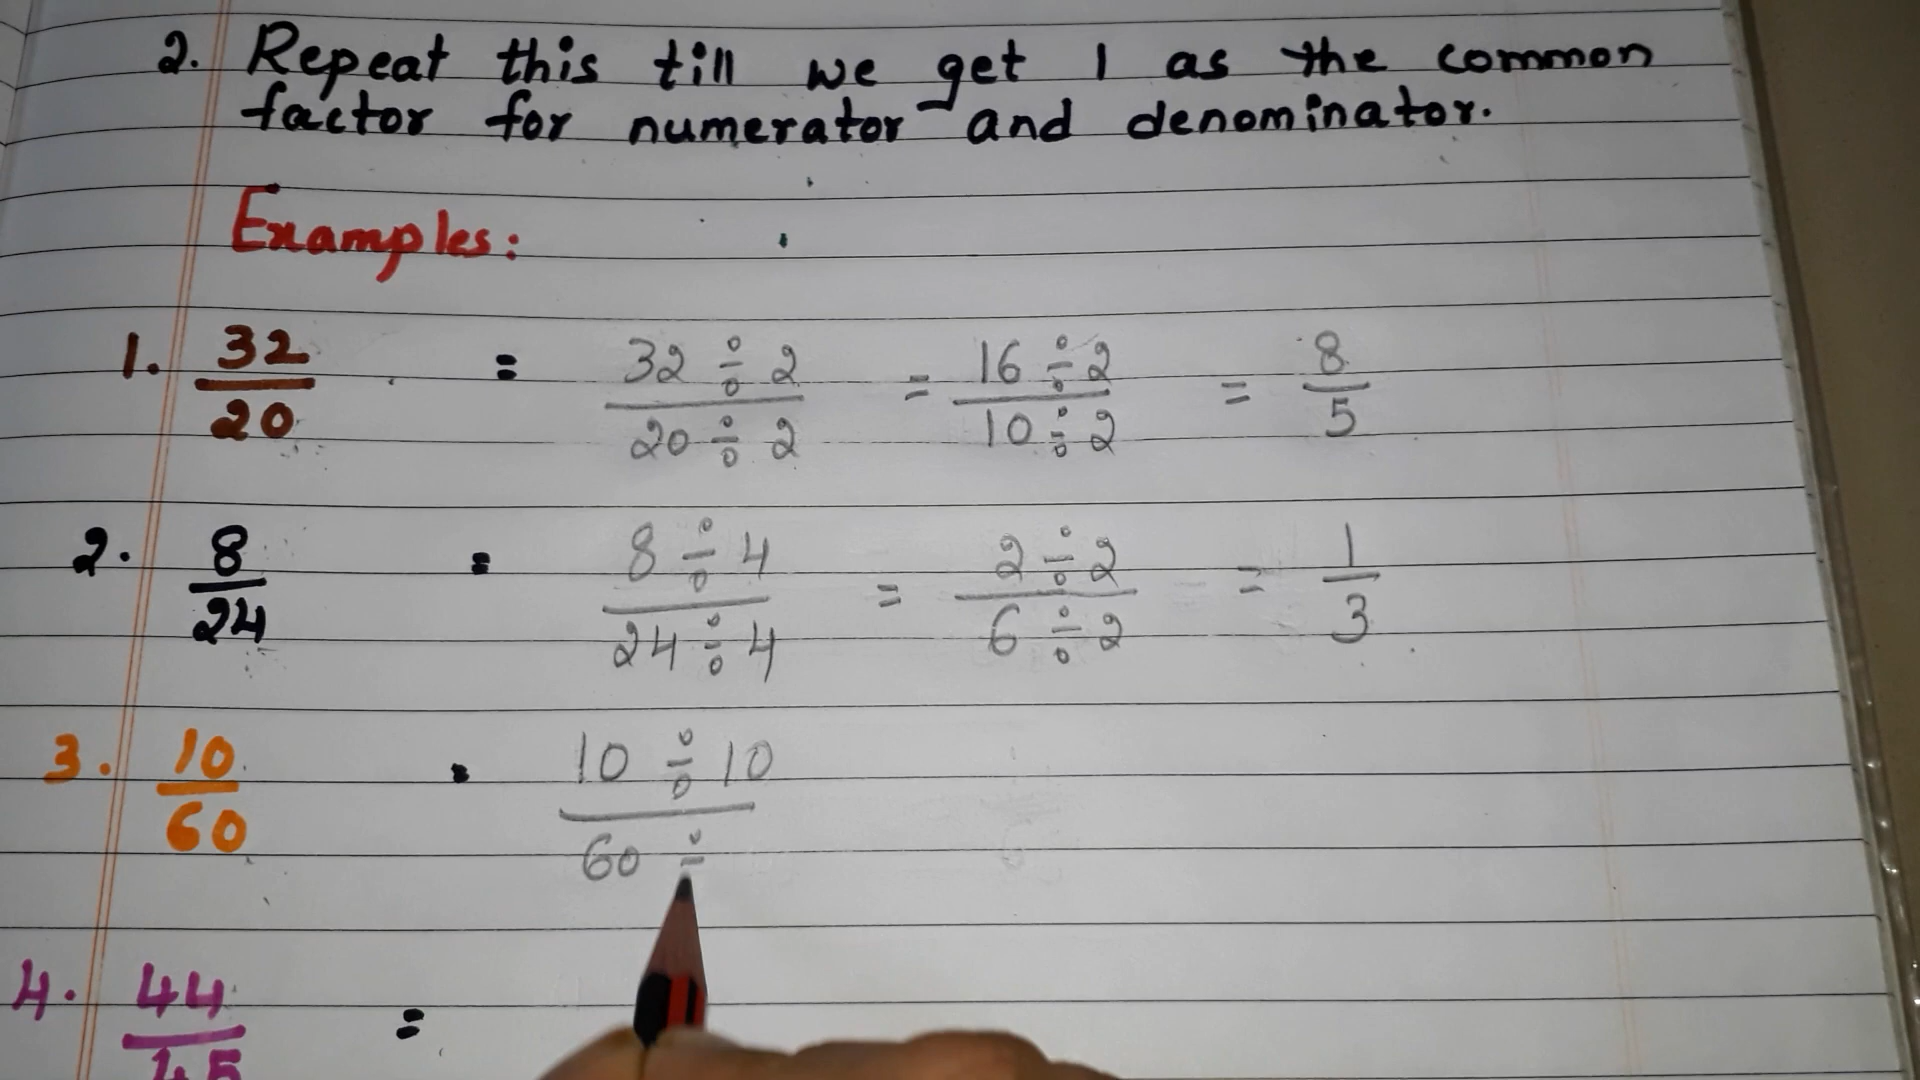 2. Repeat this till we get 1 as the common
factor for numerator and denominator.
Examples:
1. 32/20 = 32 ÷ 2/20 ÷ 2 = 16 ÷ 2/10 ÷ 2 = 8/5
2. 8/24 = 8 ÷ 4/24 ÷ 4 = 2 ÷ 2/6 ÷ 2 = 1/3
3. 10/60 = 10 ÷ 10/60 ÷
4. 44/ =